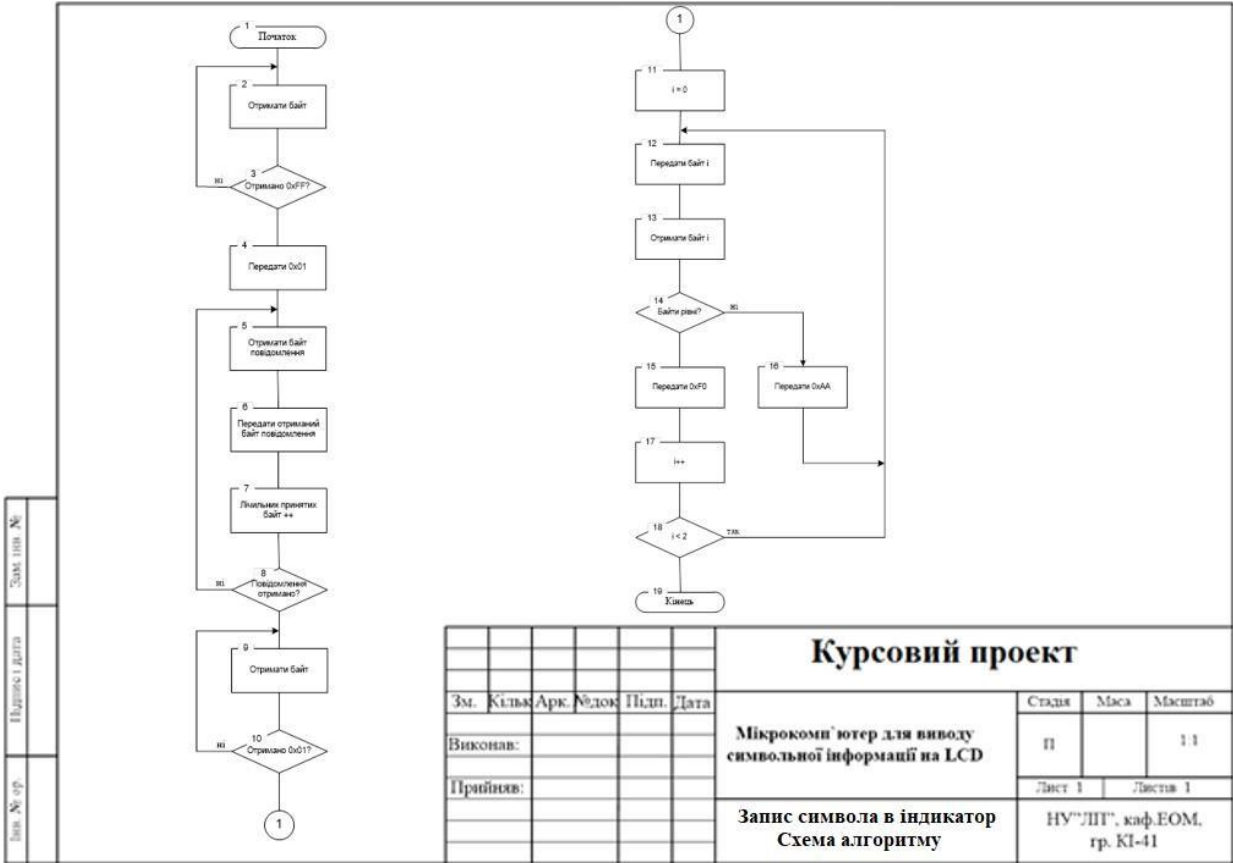 1
Початок
2
Отримати байт
3
Отримано 0xFF?
ні
4
Передати 0x01
5
Отримати байт
повідомлення
6
Передати отриманий
байт повідомлення
7
Лічильник принятих
байт ++
8
Повідомлення
отримано?
ні
9
Отримати байт
10
Отримано 0x01?
ні
1
1
11
i = 0
12
Передати байт i
13
Отримати байт i
14
Байти рівні?
ні
15
Передати 0xF0
16
Передати 0xAA
17
i++
18
i < 2
так
19
Кінець
Зам. інв. №
Підпис і дата
Інв. № ор.
Курсовий проект
Зм. Кільк Арк. №док Підп. Дата
Виконав:
Прийняв:
Мікрокомп`ютер для виводу
символьної інформації на LCD
Стадія Маса Масштаб
П 1:1
Лист 1 Листів 1
Запис символа в індикатор
Схема алгоритму
НУ"ЛП", каф.ЕОМ,
гр. КІ-41